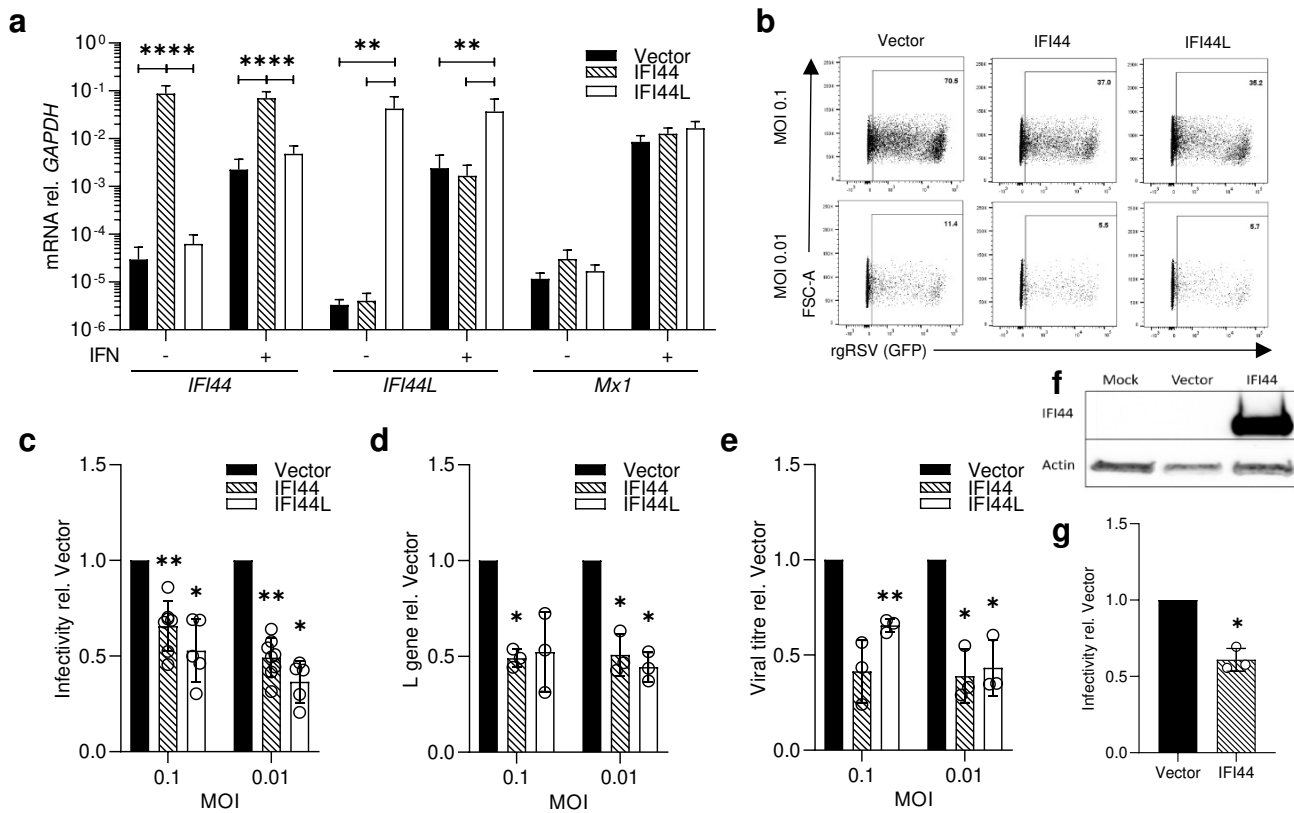 a
10⁰
10⁻¹
10⁻²
10⁻³
10⁻⁴
10⁻⁵
10⁻⁶
mRNA rel. GAPDH
**** **** ** **
Vector
IFI44
IFI44L
IFN - + - + - +
IFI44 IFI44L Mx1
b
Vector IFI44 IFI44L
MOI 0.1
70.5 37.0 35.2
MOI 0.01
11.4 5.5 5.7
FSC-A
rgRSV (GFP)
c
Infectivity rel. Vector
1.5
1.0
0.5
0.0
Vector
IFI44
IFI44L
** * ** *
0.1 0.01
MOI
d
L gene rel. Vector
1.5
1.0
0.5
0.0
Vector
IFI44
IFI44L
* * *
0.1 0.01
MOI
e
Viral titre rel. Vector
1.5
1.0
0.5
0.0
Vector
IFI44
IFI44L
** * *
0.1 0.01
MOI
f
Mock Vector IFI44
IFI44
Actin
g
Infectivity rel. Vector
1.5
1.0
0.5
0.0
*
Vector IFI44